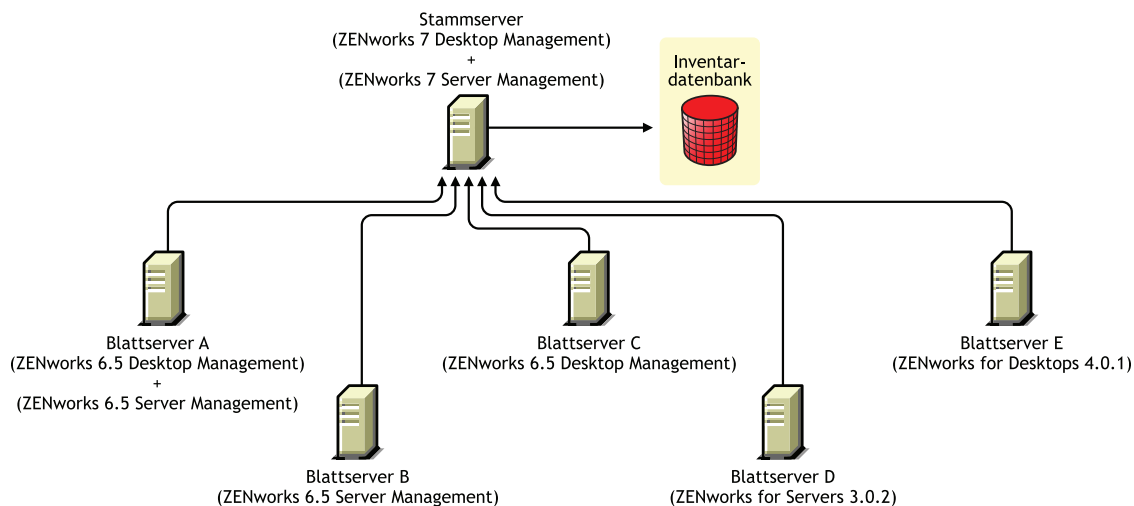 Stammserver
(ZENworks 7 Desktop Management)
+
(ZENworks 7 Server Management)
Inventar-
datenbank
Blattserver A
(ZENworks 6.5 Desktop Management)
+
(ZENworks 6.5 Server Management)
Blattserver C
(ZENworks 6.5 Desktop Management)
Blattserver E
(ZENworks for Desktops 4.0.1)
Blattserver B
(ZENworks 6.5 Server Management)
Blattserver D
(ZENworks for Servers 3.0.2)